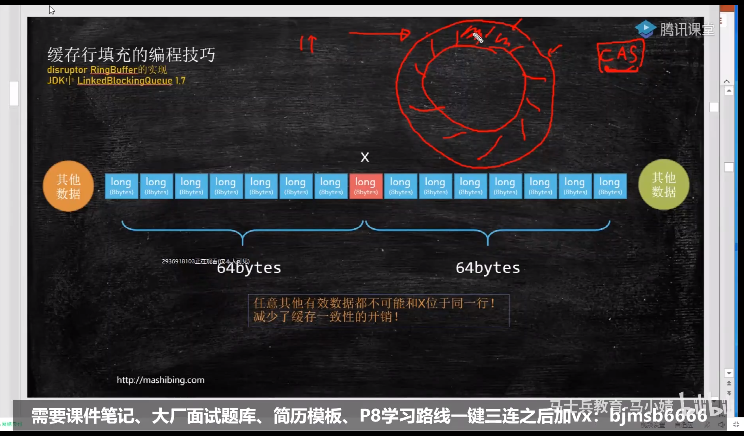 腾讯课堂
缓存行填充的编程技巧
disruptor RingBuffer的实现
JDK中 LinkedBlockingQueue 1.7
CAS
X
其他
数据
long long long long long long long long long long long long long long long
(8bytes) (8bytes) (8bytes) (8bytes) (8bytes) (8bytes) (8bytes) (8bytes) (8bytes) (8bytes) (8bytes) (8bytes) (8bytes) (8bytes) (8bytes)
其他
数据
64bytes
64bytes
任意其他有效数据都不可能和X位于同一行！
减少了缓存一致性的开销！
http://mashibing.com
马士兵教育-马小婧
bilibili
需要课件笔记、大厂面试题库、简历模板、P8学习路线一键三连之后加vx：bjmsb6666